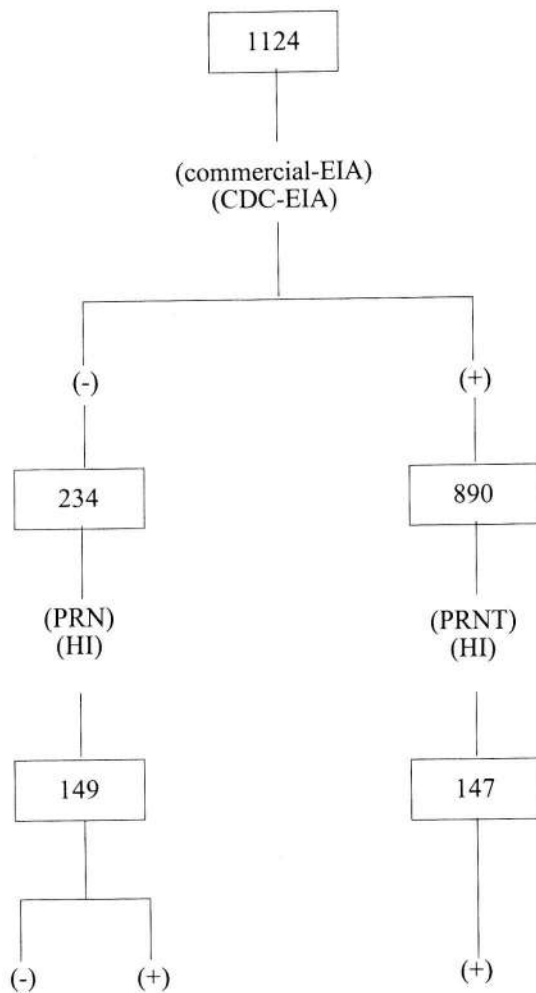 1124
(commercial-EIA)
(CDC-EIA)
(-)
(+)
234
890
(PRN)
(HI)
(PRNT)
(HI)
149
147
(-)
(+)
(+)